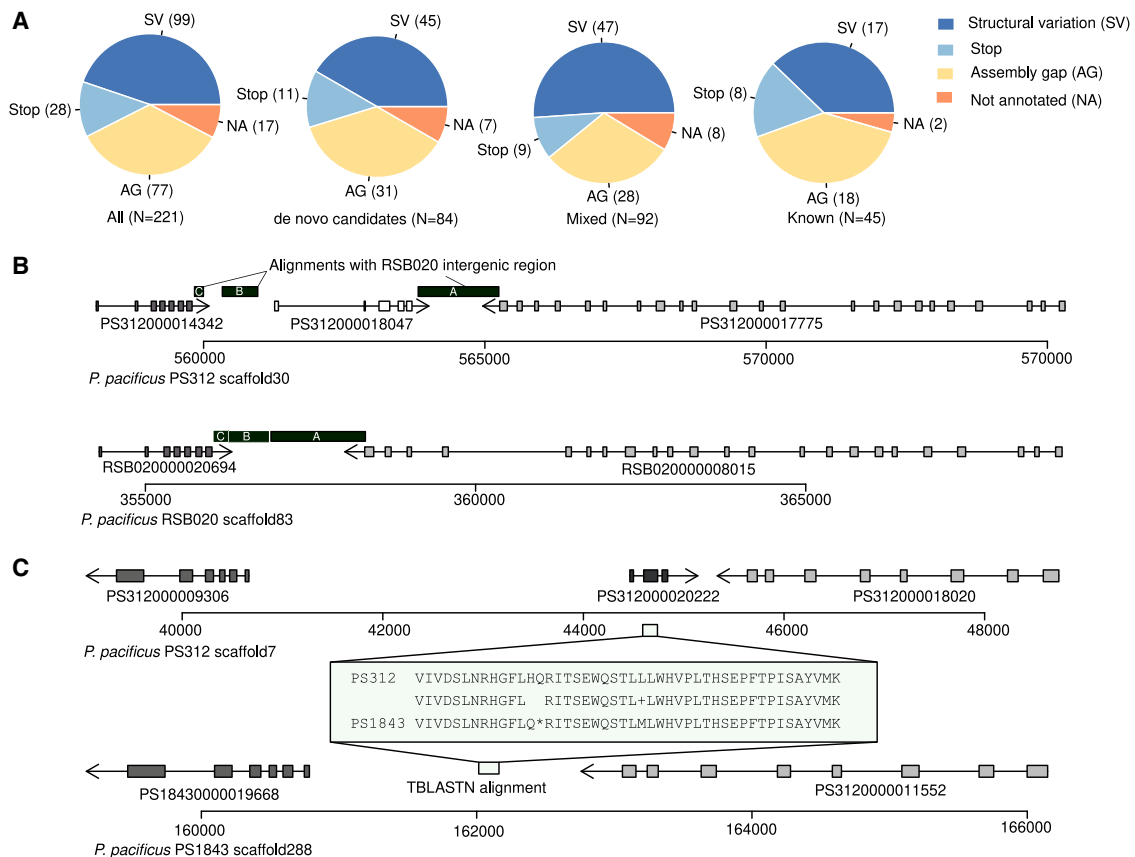 A
SV (99)
Stop (28)
NA (17)
AG (77)
All (N=221)
SV (45)
Stop (11)
NA (7)
AG (31)
de novo candidates (N=84)
SV (47)
Stop (9)
NA (8)
AG (28)
Mixed (N=92)
SV (17)
Stop (8)
NA (2)
AG (18)
Known (N=45)
Structural variation (SV)
Stop
Assembly gap (AG)
Not annotated (NA)
B
Alignments with RSB020 intergenic region
C B A
PS312000014342 PS312000018047 PS312000017775
560000 565000 570000 570000
P. pacificus PS312 scaffold30
C B A
RSB020000020694 RSB020000008015
355000 360000 365000
P. pacificus RSB020 scaffold83
C
PS312000009306 PS312000020222 PS312000018020
40000 42000 44000 46000 48000
P. pacificus PS312 scaffold7
PS312 VIVDSLNRHGFLHQRITSEWQSTLLLWHVPLTHSEPFTPISAYVMK
VIVDSLNRHGFL RITSEWQSTL+LWHVPLTHSEPFTPISAYVMK
PS1843 VIVDSLNRHGFLQ*RITSEWQSTLMLWHVPLTHSEPFTPISAYVMK
TBLASTN alignment
PS18430000019668 PS3120000011552
160000 162000 164000 166000
P. pacificus PS1843 scaffold288